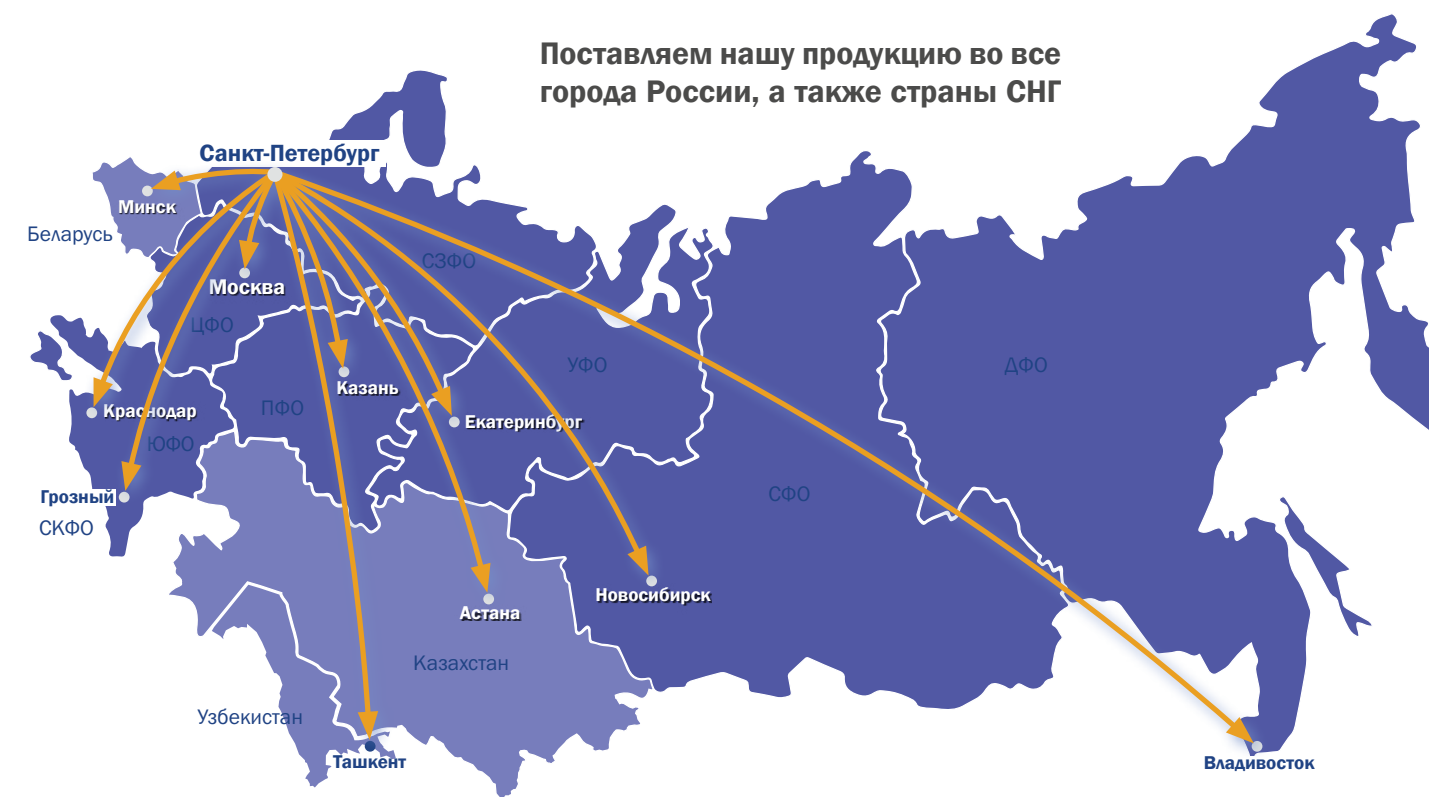 Поставляем нашу продукцию во все
города России, а также страны СНГ
Санкт-Петербург
Минск
Беларусь
СЗФО
Москва
ЦФО
УФО
ДФО
Казань
ПФО
Краснодар
Екатеринбург
ЮФО
Грозный
СФО
СКФО
Новосибирск
Астана
Казахстан
Узбекистан
Ташкент
Владивосток